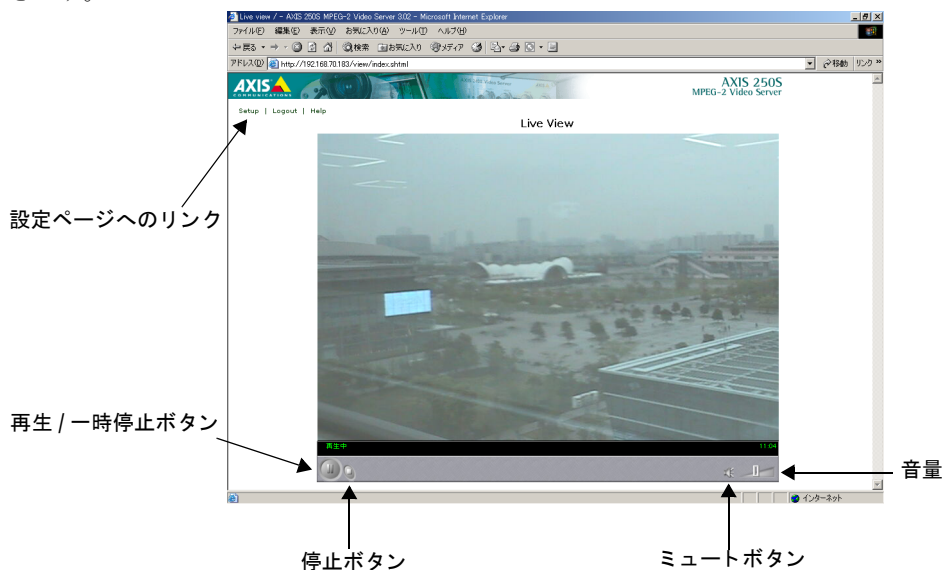 Live view / - AXIS 250S MPEG-2 Video Server 3.02 - Microsoft Internet Explorer
ファイル(F) 編集(E) 表示(V) お気に入り(A) ツール(T) ヘルプ(H)
戻る 検索 お気に入り メディア
アドレス(D) http://192.168.70.183/view/index.shtml 移動 リンク »
AXIS COMMUNICATIONS
AXIS 250S
MPEG-2 Video Server
Setup | Logout | Help
Live View
設定ページへのリンク
再生 / 一時停止ボタン
再生中 11:04
音量
インターネット
停止ボタン
ミュートボタン